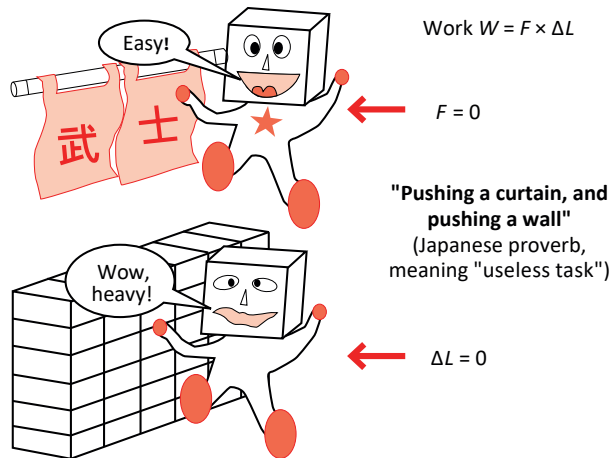 Easy!
Work W = F × ΔL
武士
F = 0
"Pushing a curtain, and
pushing a wall"
(Japanese proverb,
meaning "useless task")
Wow,
heavy!
ΔL = 0